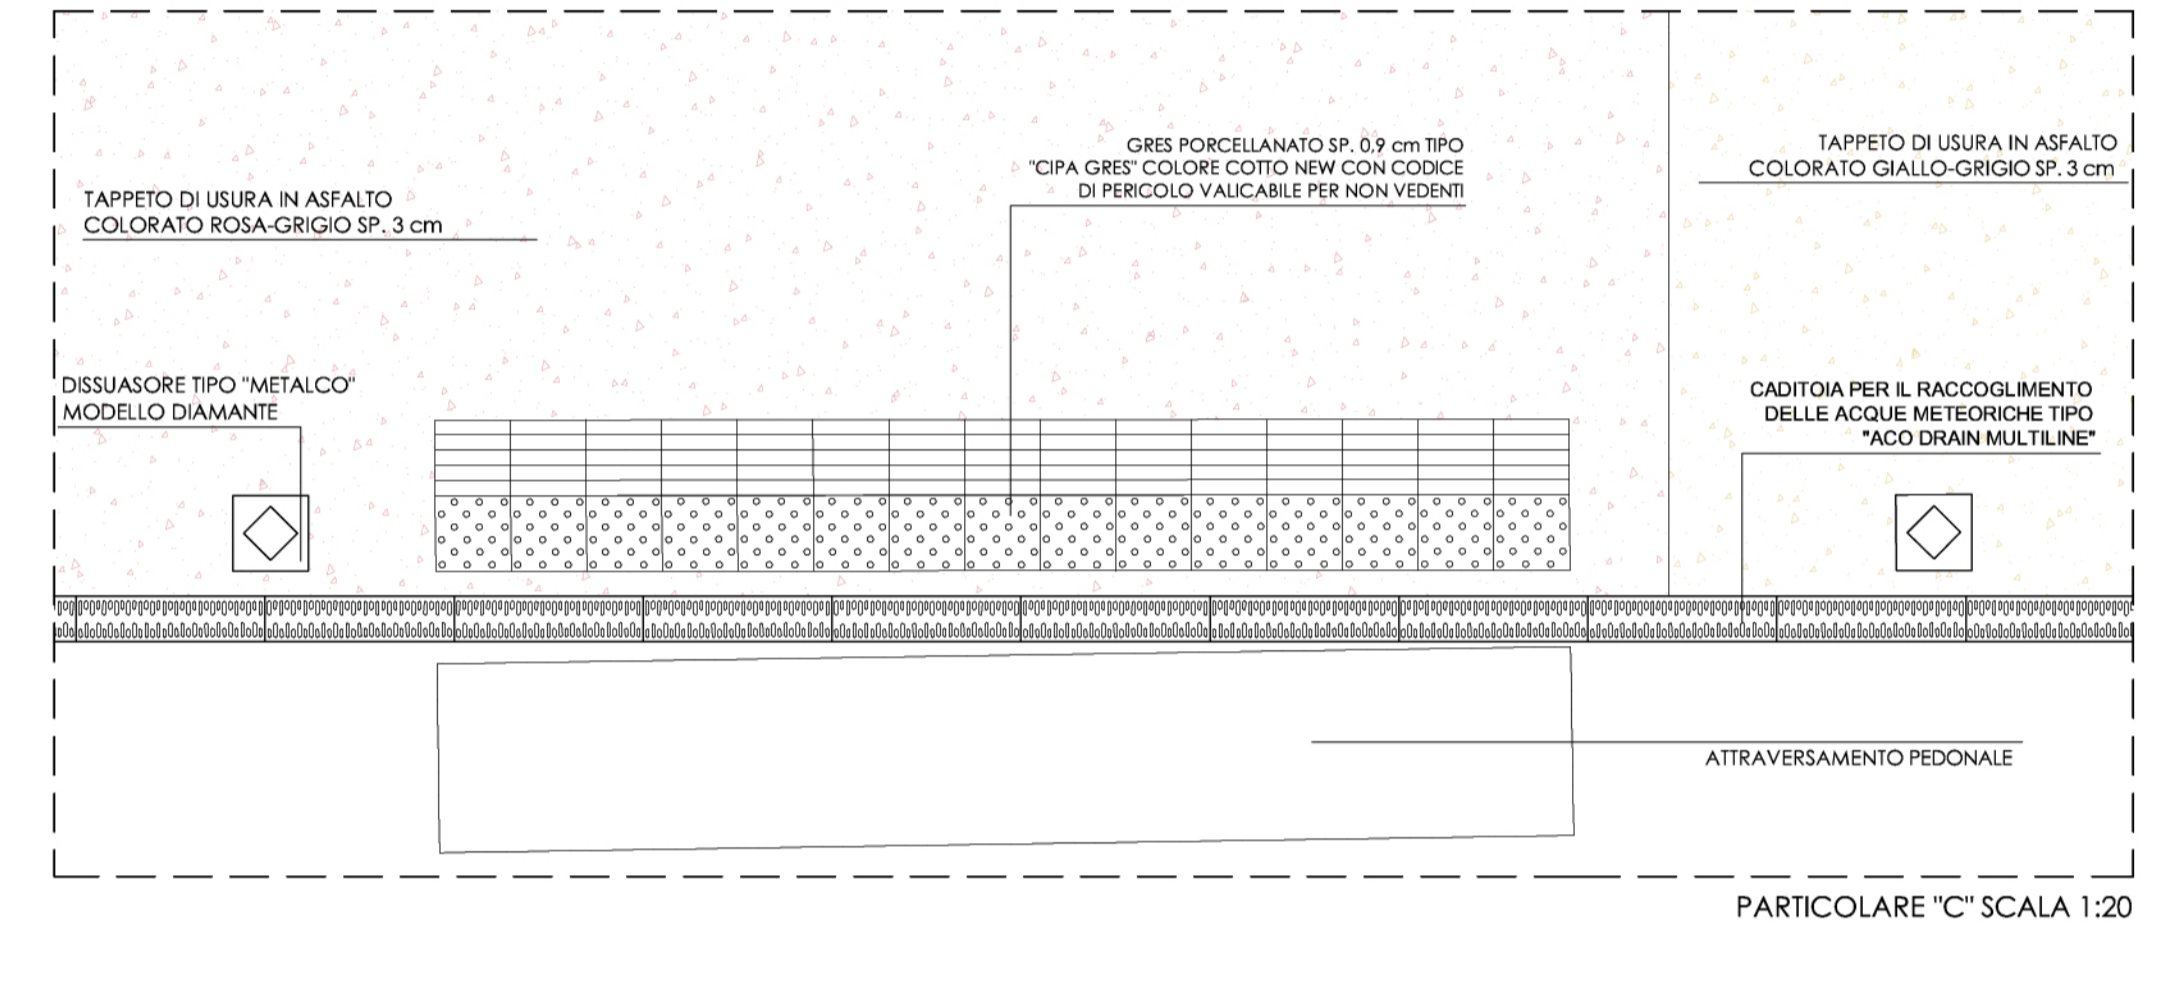 GRES PORCELLANATO SP. 0,9 cm TIPO
"CIPA GRES" COLORE COTTO NEW CON CODICE
DI PERICOLO VALICABILE PER NON VEDENTI
TAPPETO DI USURA IN ASFALTO
COLORATO GIALLO-GRIGIO SP. 3 cm
TAPPETO DI USURA IN ASFALTO
COLORATO ROSA-GRIGIO SP. 3 cm
DISSUASORE TIPO "METALCO"
MODELLO DIAMANTE
CADITOIA PER IL RACCOGLIMENTO
DELLE ACQUE METEORICHE TIPO
"ACO DRAIN MULTILINE"
ATTRAVERSAMENTO PEDONALE
PARTICOLARE "C" SCALA 1:20